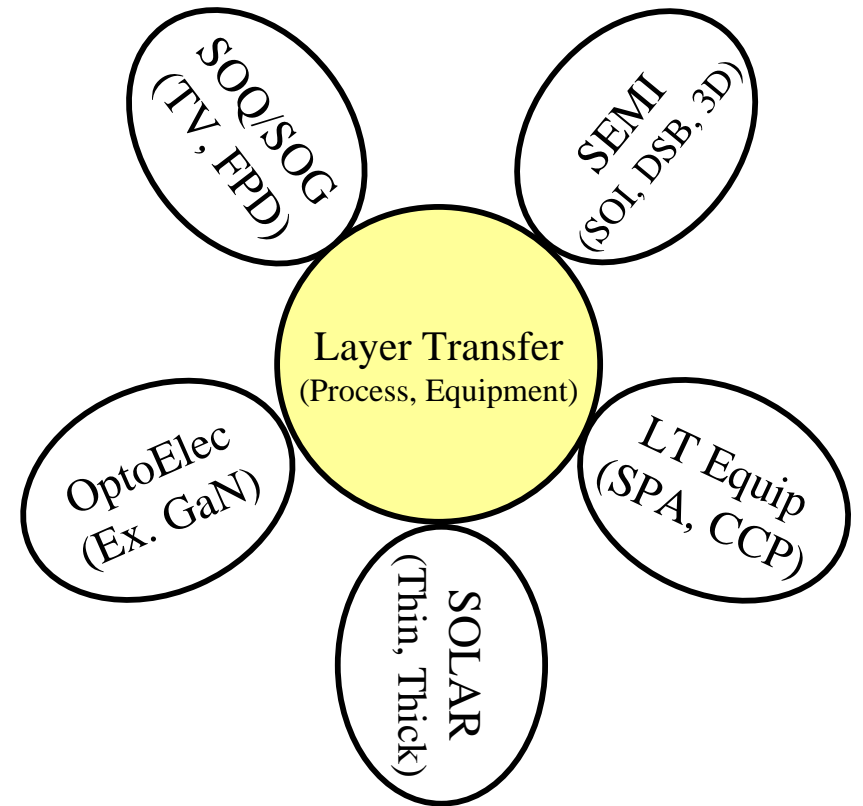 SOQ/SOG
(TV, FPD)
SEMI
(SOI, DSB, 3D)
Layer Transfer
(Process, Equipment)
OptoElec
(Ex. GaN)
LT Equip
(SPA, CCP)
SOLAR
(Thin, Thick)